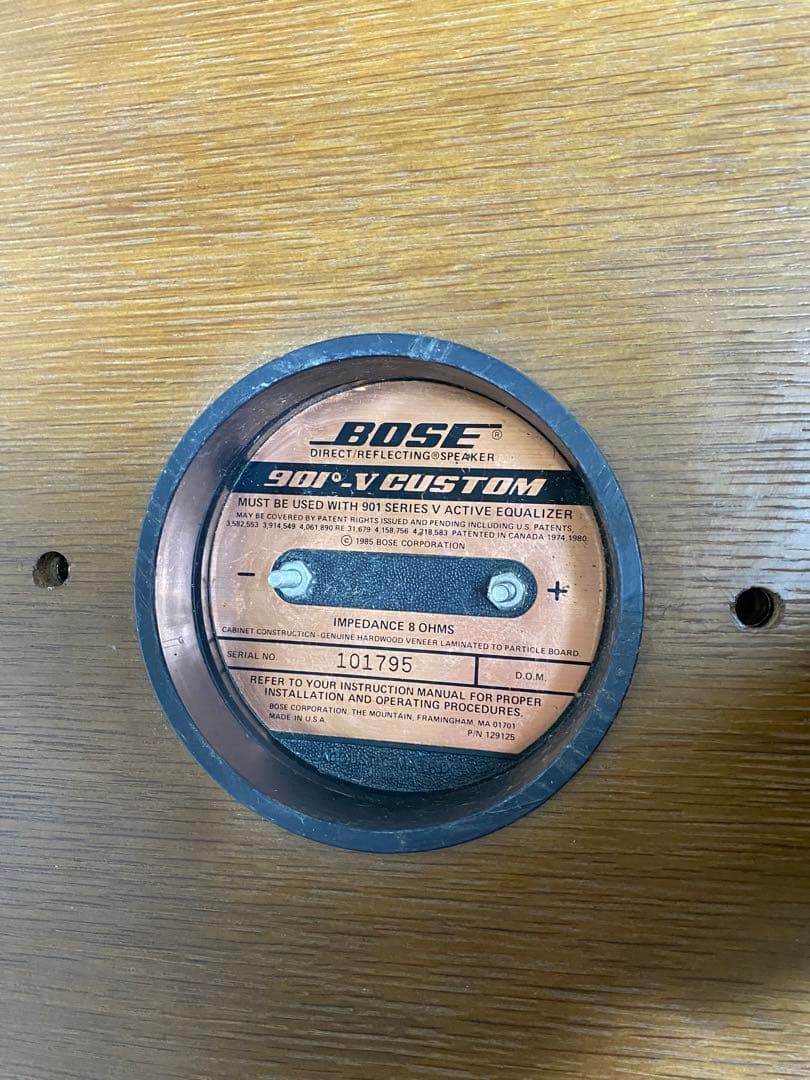 BOSE®
DIRECT/REFLECTING® SPEAKER
901®-V CUSTOM
MUST BE USED WITH 901 SERIES V ACTIVE EQUALIZER
MAY BE COVERED BY PATENT RIGHTS ISSUED AND PENDING INCLUDING U.S. PATENTS
3,582,553 3,914,549 4,061,890 RE.31,679 4,158,756 4,218,583 PATENTED IN CANADA 1974,1980
© 1985 BOSE CORPORATION
- +
IMPEDANCE 8 OHMS
CABINET CONSTRUCTION-GENUINE HARDWOOD VENEER LAMINATED TO PARTICLE BOARD.
SERIAL NO. 101795 D.O.M.
REFER TO YOUR INSTRUCTION MANUAL FOR PROPER
INSTALLATION AND OPERATING PROCEDURES.
BOSE CORPORATION, THE MOUNTAIN, FRAMINGHAM, MA 01701
MADE IN U.S.A. P/N 129125